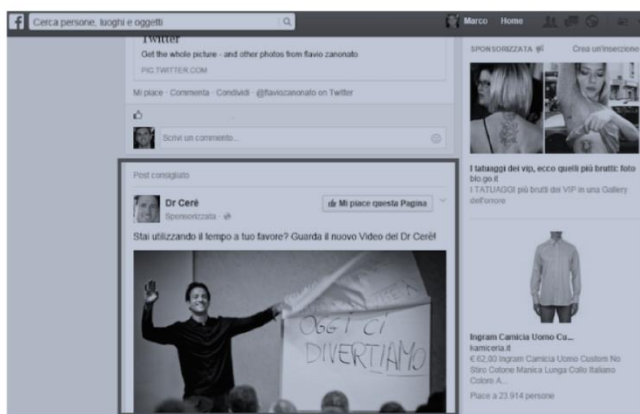 Cerca persone, luoghi e oggetti
Marco Home
Twitter
Get the whole picture - and other photos from flavio zanonato
PIC.TWITTER.COM
Mi piace · Commenta · Condividi · @flaviozanonato on Twitter
Scrivi un commento...
Post consigliato
Dr Cerè
Sponsorizzata
Mi piace questa Pagina
Stai utilizzando il tempo a tuo favore? Guarda il nuovo Video del Dr Cerè!
OGGI CI
DIVERTIAMO
SPONSORIZZATA
Crea un'inserzione
I tatuaggi dei vip, ecco quelli più brutti: foto
blo.go.it
I TATUAGGI più brutti dei VIP in una Gallery
dell'orrore
Ingram Camicia Uomo Cu...
kamiceria.it
€ 62,00 Ingram Camicia Uomo Custom No
Stiro Cotone Manica Lunga Collo Italiano
Colore A...
Piace a 23.914 persone